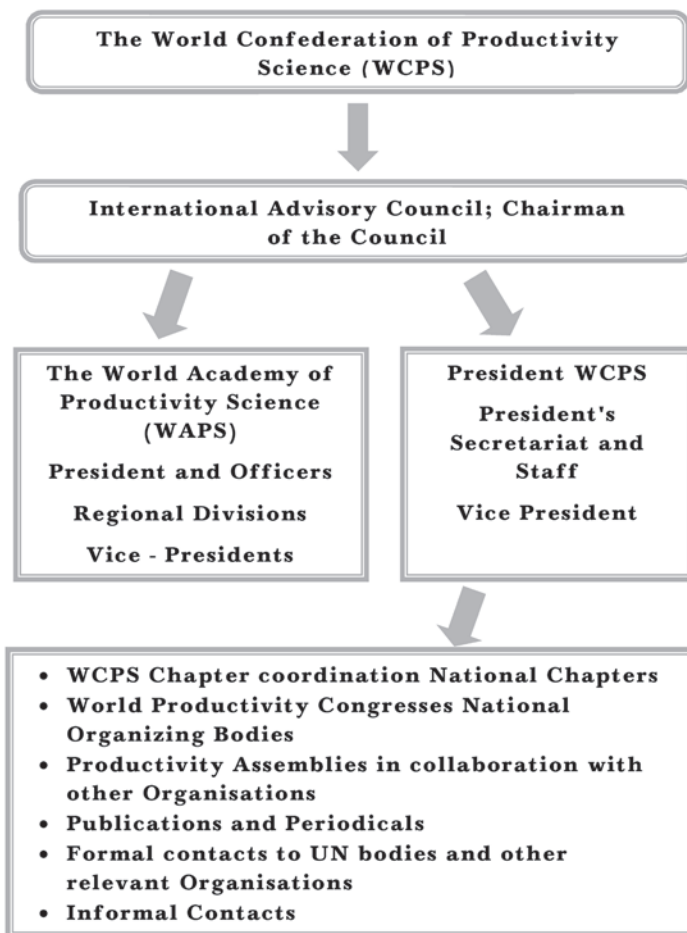 The World Confederation of Productivity
Science (WCPS)
International Advisory Council; Chairman
of the Council
The World Academy of
Productivity Science
(WAPS)
President and Officers
Regional Divisions
Vice - Presidents
President WCPS
President's
Secretariat and
Staff
Vice President
• WCPS Chapter coordination National Chapters
• World Productivity Congresses National
Organizing Bodies
• Productivity Assemblies in collaboration with
other Organisations
• Publications and Periodicals
• Formal contacts to UN bodies and other
relevant Organisations
• Informal Contacts